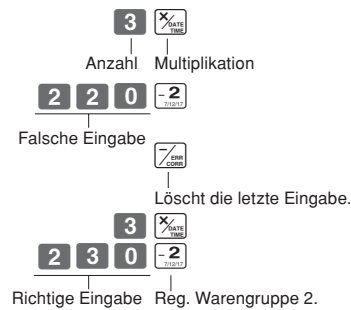 3 ×/DATE TIME
Anzahl Multiplikation
2 2 0 -2 7/12/17
Falsche Eingabe
−/ERR CORR
Löscht die letzte Eingabe.
3 ×/DATE TIME
2 3 0 -2 7/12/17
Richtige Eingabe Reg. Warengruppe 2.